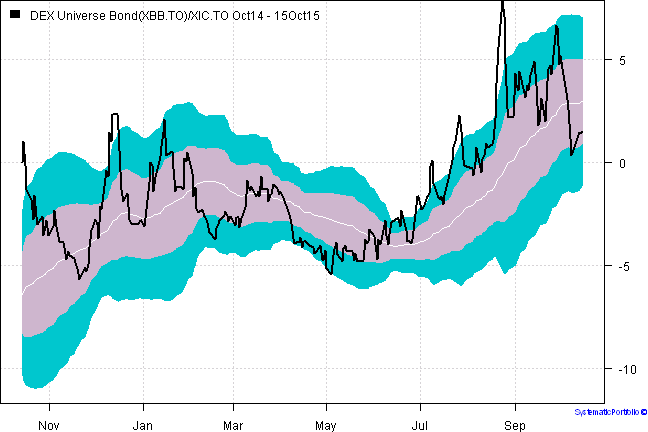 DEX Universe Bond(XBB.TO)/XIC.TO Oct14 - 15Oct15
5
0
-5
-10
Nov Jan Mar May Jul Sep
SystematicPortfolio ©